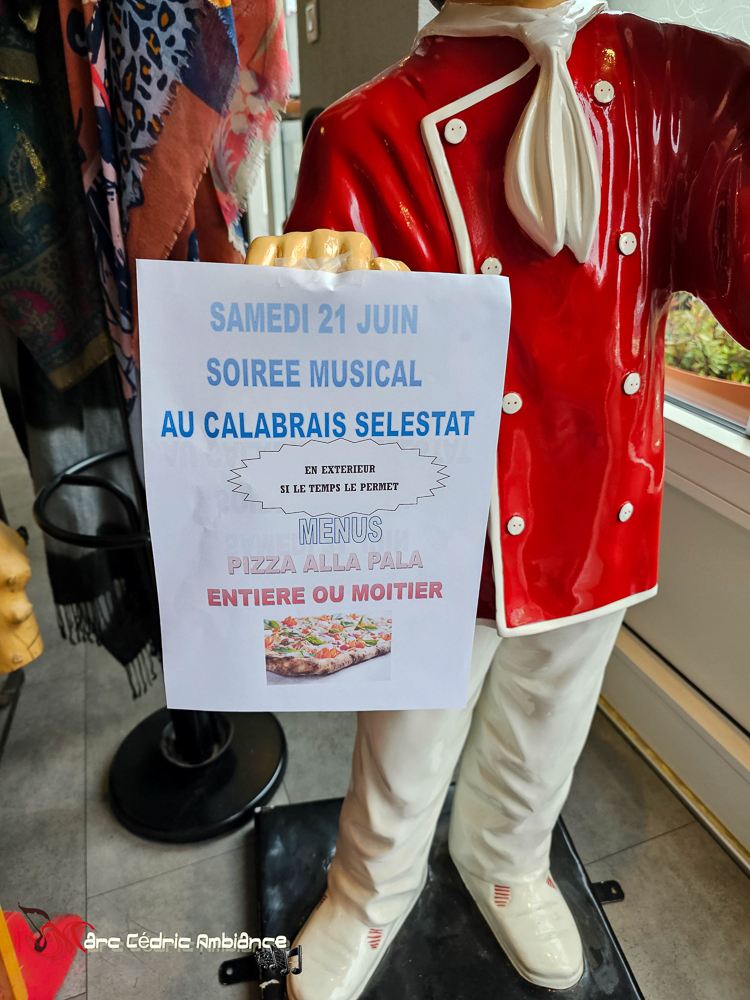 SAMEDI 21 JUIN
SOIREE MUSICAL
AU CALABRAIS SELESTAT
EN EXTERIEUR
SI LE TEMPS LE PERMET
MENUS
PIZZA ALLA PALA
ENTIERE OU MOITIER
Marc Cédric Ambiance